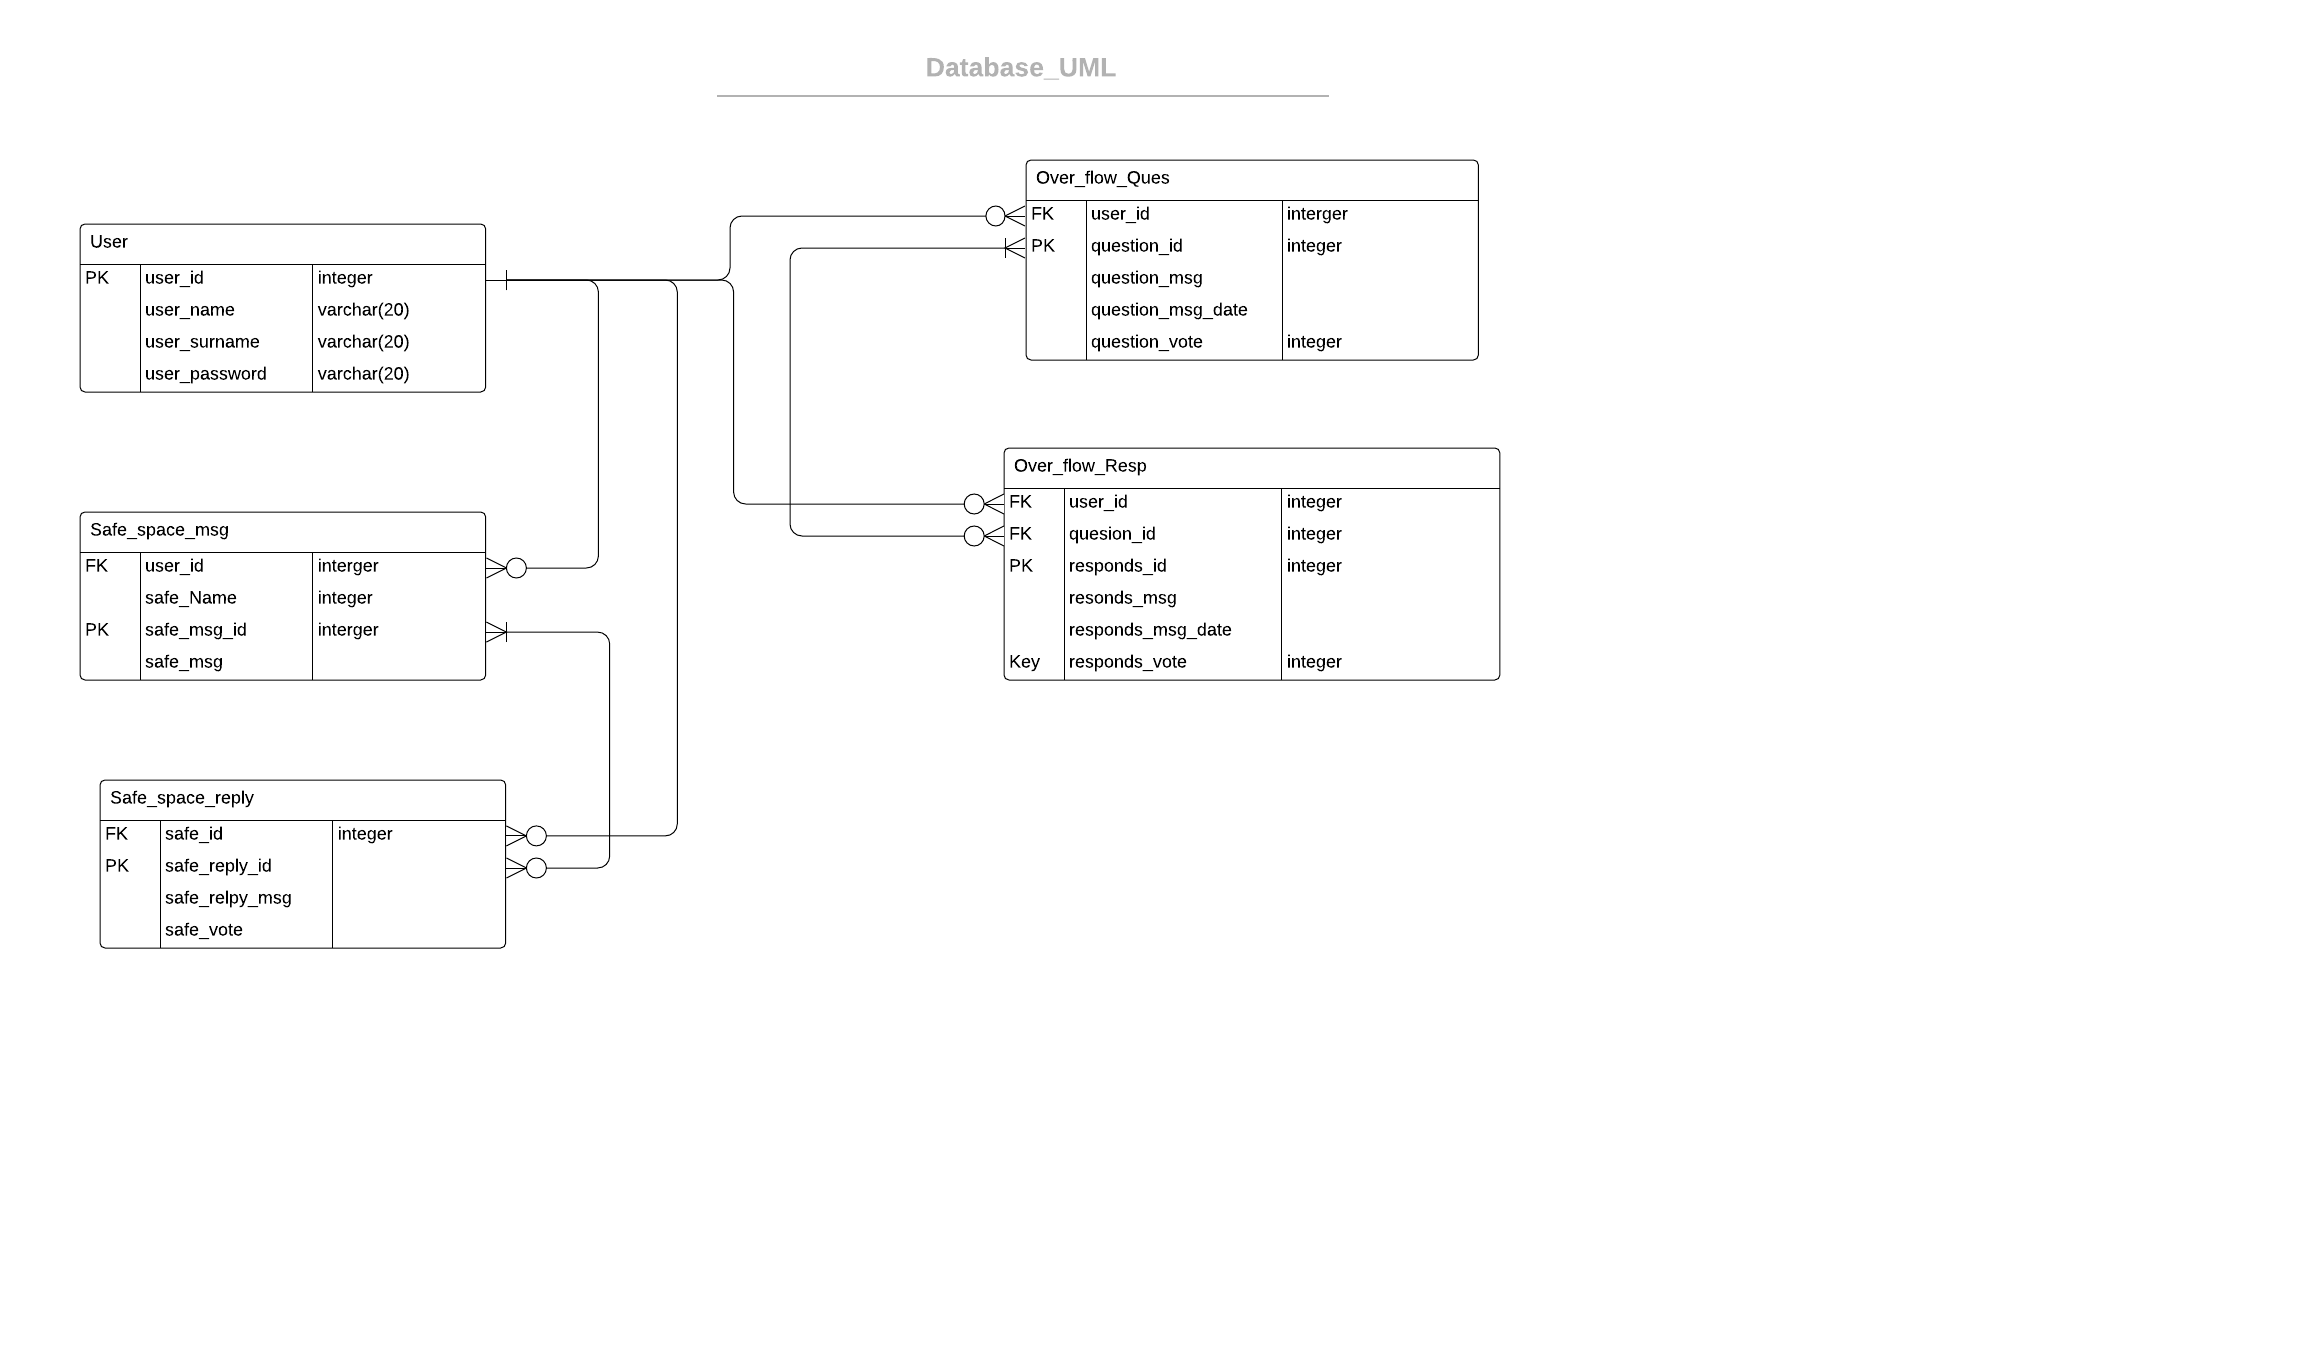 Database_UML
User
PK user_id integer
user_name varchar(20)
user_surname varchar(20)
user_password varchar(20)
Safe_space_msg
FK user_id interger
safe_Name integer
PK safe_msg_id interger
safe_msg
Safe_space_reply
FK safe_id integer
PK safe_reply_id
safe_relpy_msg
safe_vote
Over_flow_Ques
FK user_id interger
PK question_id integer
question_msg
question_msg_date
question_vote integer
Over_flow_Resp
FK user_id integer
FK quesion_id integer
PK responds_id integer
resonds_msg
responds_msg_date
Key responds_vote integer